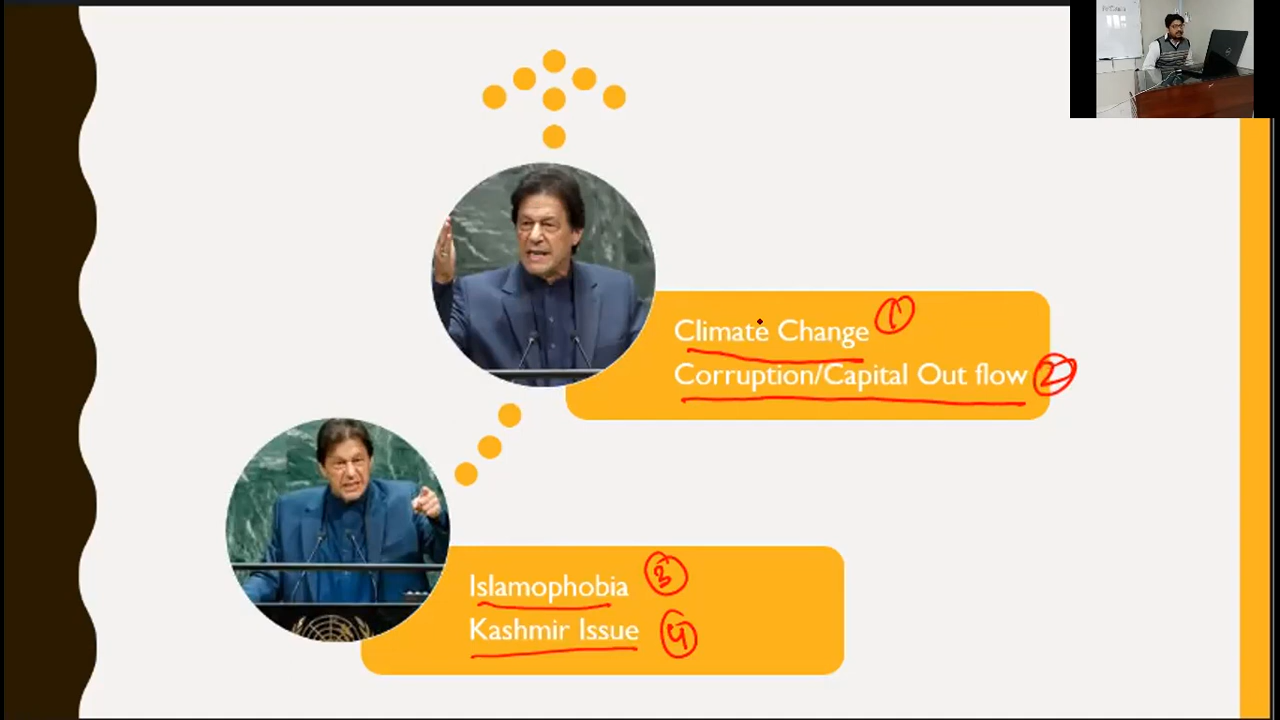 Climate Change 1
Corruption/Capital Out flow 2
Islamophobia 3
Kashmir Issue 4